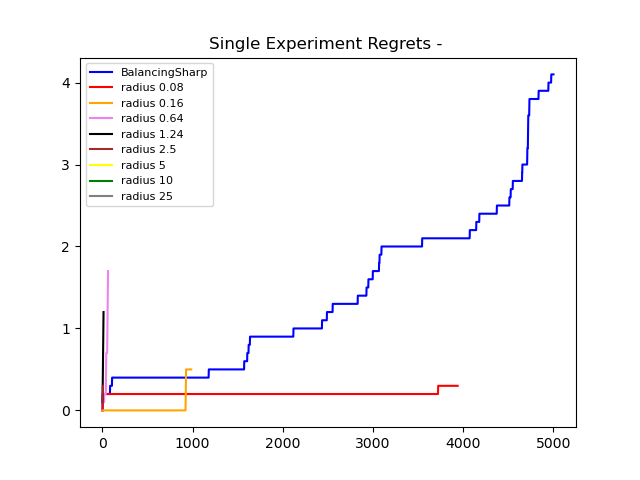 Single Experiment Regrets -
BalancingSharp
radius 0.08
radius 0.16
radius 0.64
radius 1.24
radius 2.5
radius 5
radius 10
radius 25
4
3
2
1
0
0 1000 2000 3000 4000 5000